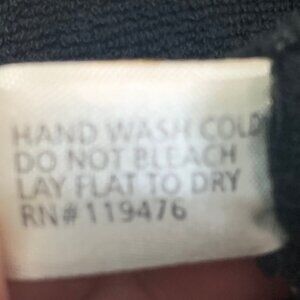 HAND WASH COLD
DO NOT BLEACH
LAY FLAT TO DRY
RN# 119476